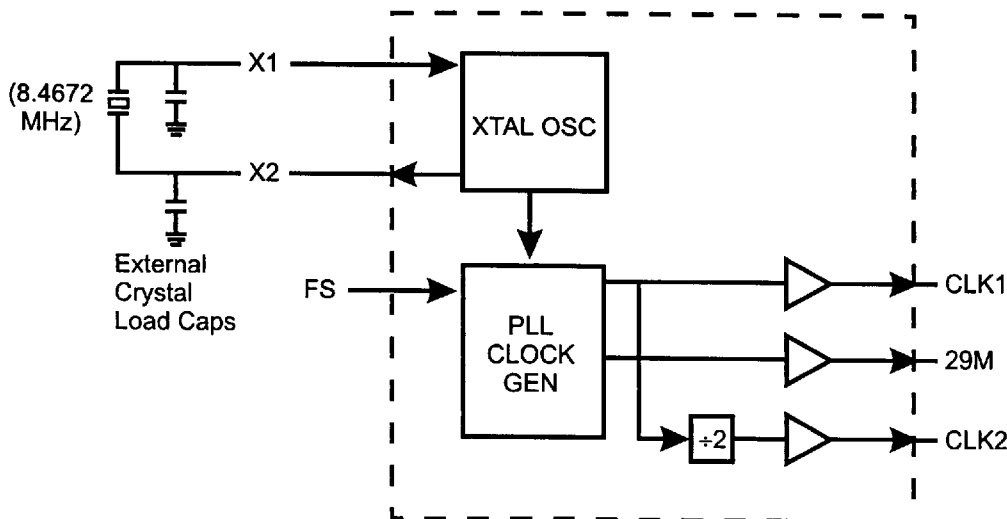 X1
(8.4672
MHz)
XTAL OSC
X2
External
Crystal
Load Caps
FS
PLL
CLOCK
GEN
CLK1
29M
÷2
CLK2